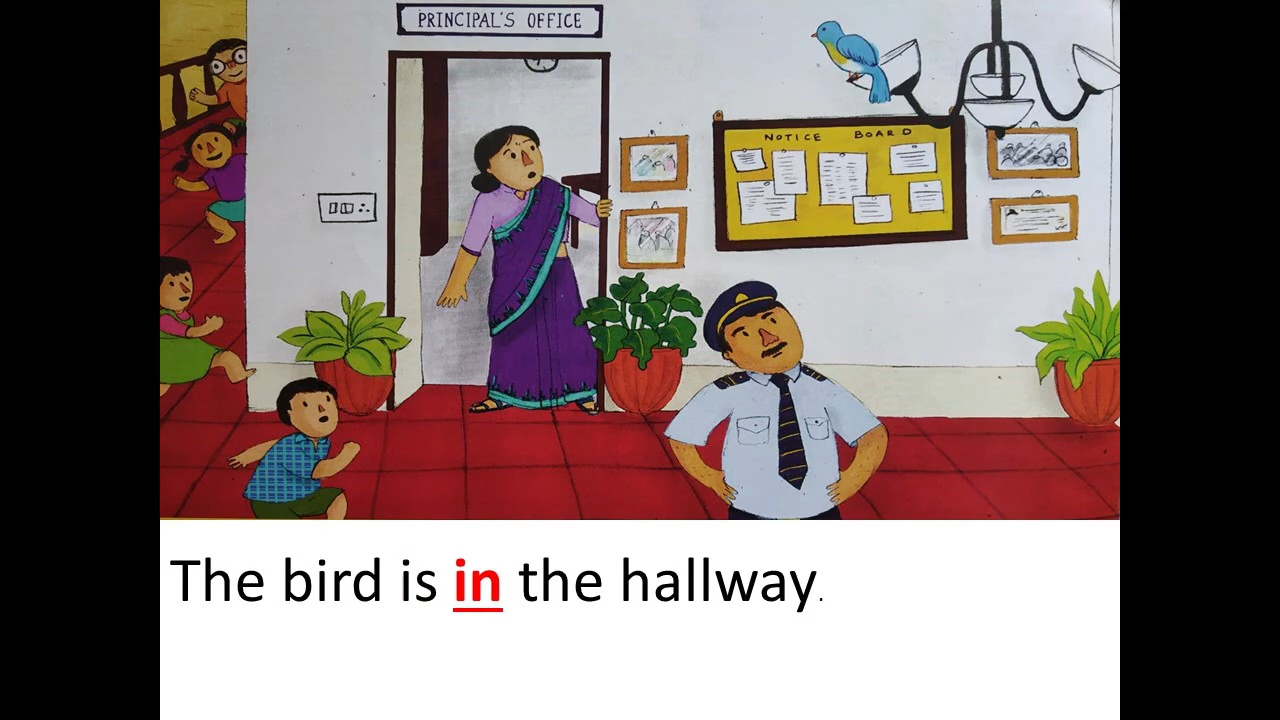 PRINCIPAL'S OFFICE
NOTICE BOARD
The bird is in the hallway.